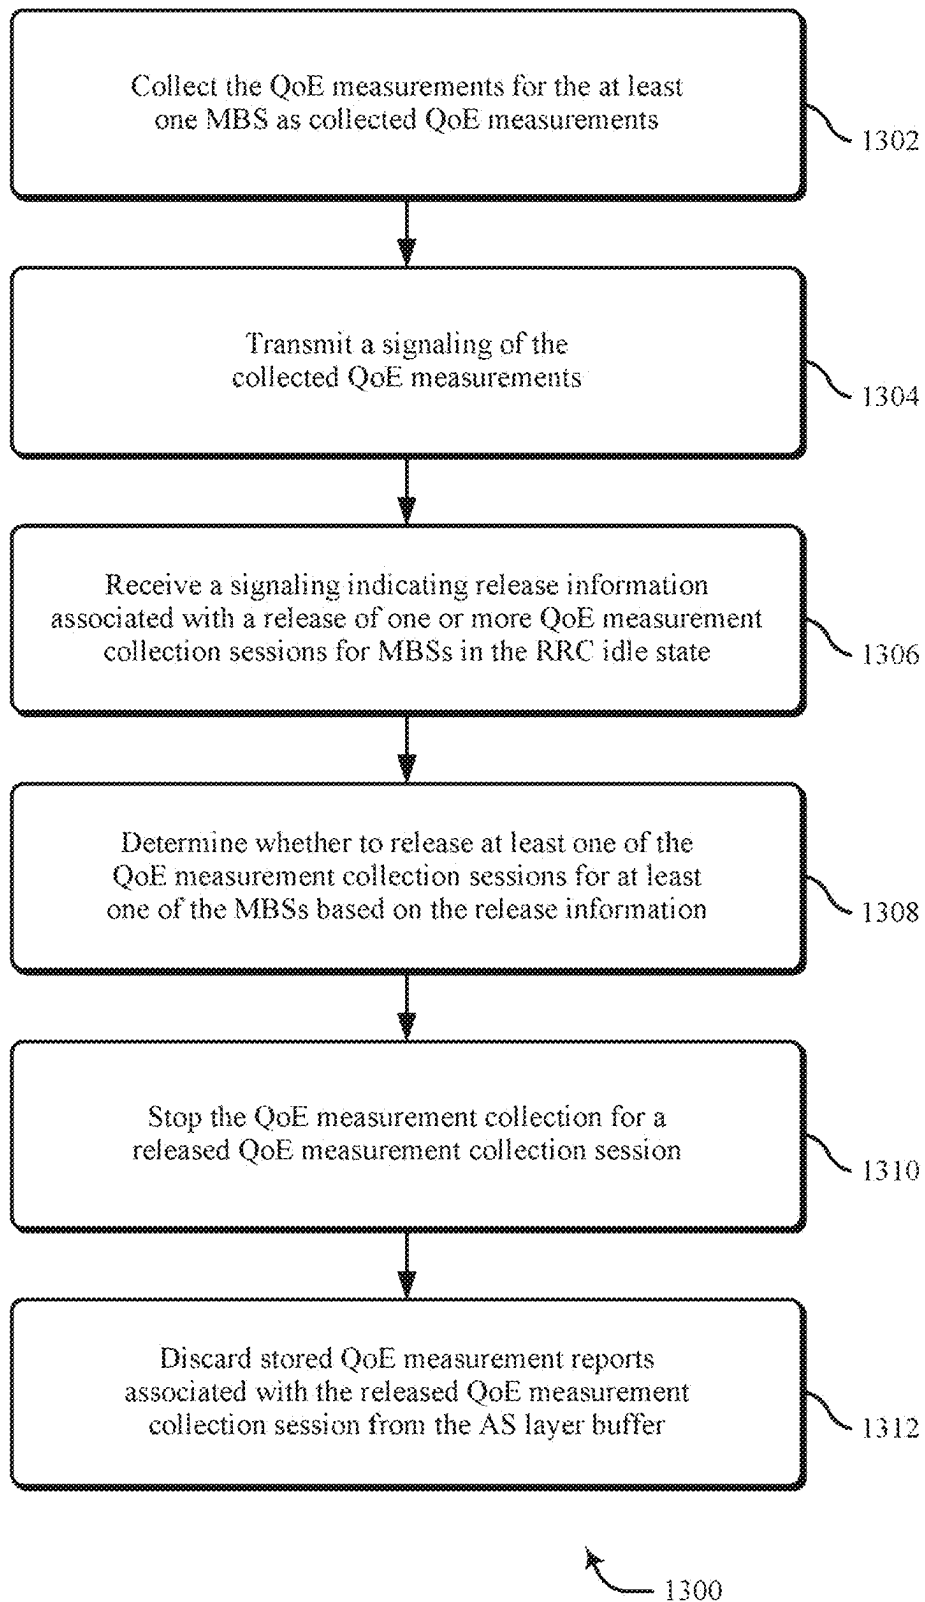 Collect the QoE measurements for the at least
one MBS as collected QoE measurements
1302
Transmit a signaling of the
collected QoE measurements
1304
Receive a signaling indicating release information
associated with a release of one or more QoE measurement
collection sessions for MBSs in the RRC idle state
1306
Determine whether to release at least one of the
QoE measurement collection sessions for at least
one of the MBSs based on the release information
1308
Stop the QoE measurement collection for a
released QoE measurement collection session
1310
Discard stored QoE measurement reports
associated with the released QoE measurement
collection session from the AS layer buffer
1312
1300